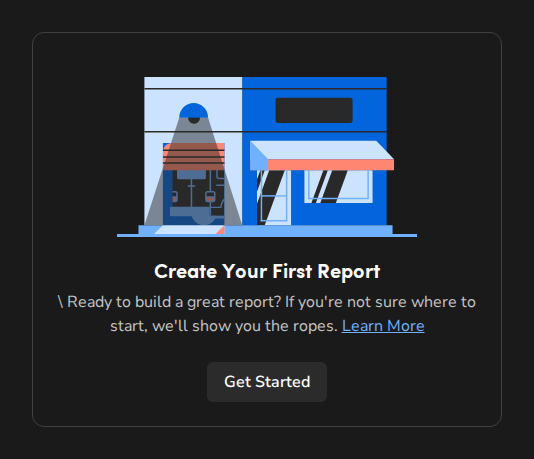 Create Your First Report
\ Ready to build a great report? If you're not sure where to
start, we'll show you the ropes. Learn More
Get Started